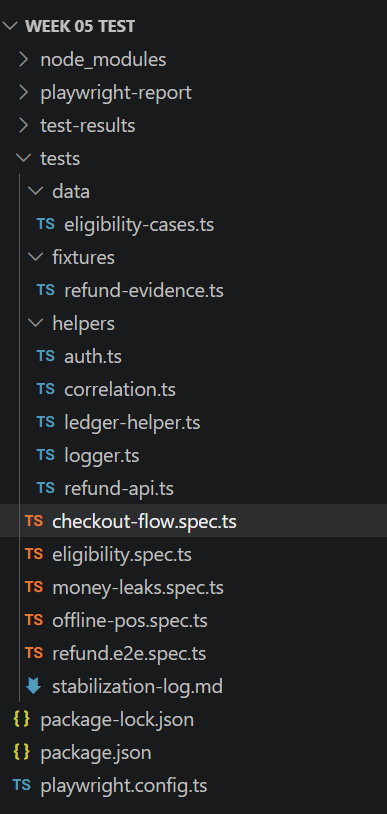 WEEK 05 TEST
node_modules
playwright-report
test-results
tests
data
TS eligibility-cases.ts
fixtures
TS refund-evidence.ts
helpers
TS auth.ts
TS correlation.ts
TS ledger-helper.ts
TS logger.ts
TS refund-api.ts
TS checkout-flow.spec.ts
TS eligibility.spec.ts
TS money-leaks.spec.ts
TS offline-pos.spec.ts
TS refund.e2e.spec.ts
stabilization-log.md
{} package-lock.json
{} package.json
TS playwright.config.ts